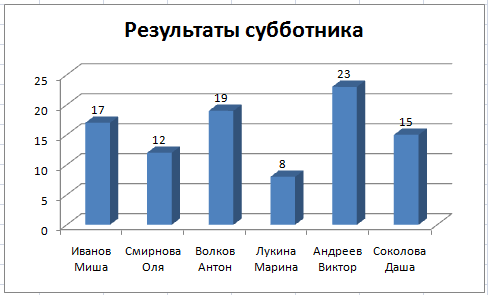 Результаты субботника
25
20
15
10
5
0
17
12
19
8
23
15
Иванов
Миша
Смирнова
Оля
Волков
Антон
Лукина
Марина
Андреев
Виктор
Соколова
Даша